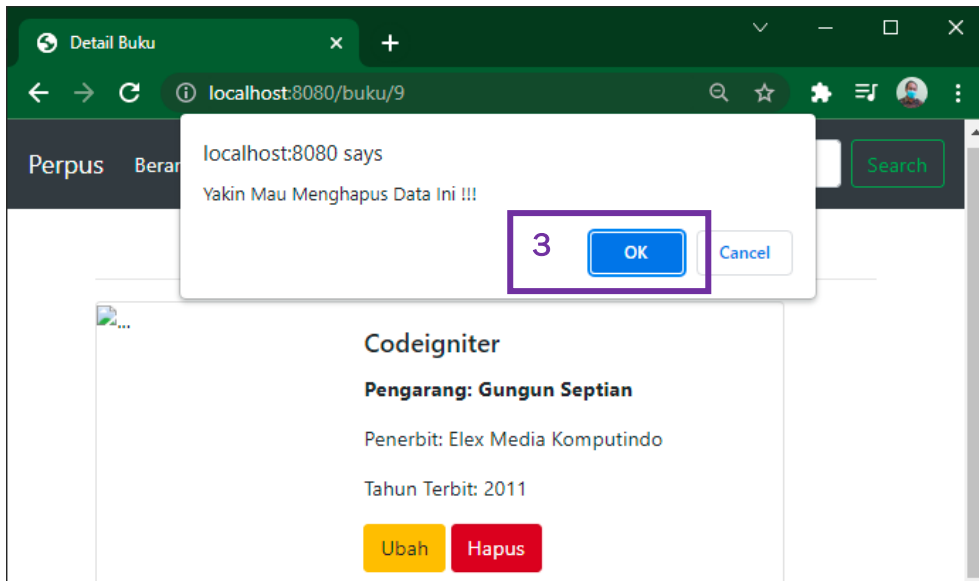 Detail Buku
localhost:8080/buku/9
Perpus
localhost:8080 says
Yakin Mau Menghapus Data Ini !!!
3 OK Cancel
Search
...
Codeigniter
Pengarang: Gungun Septian
Penerbit: Elex Media Komputindo
Tahun Terbit: 2011
Ubah Hapus